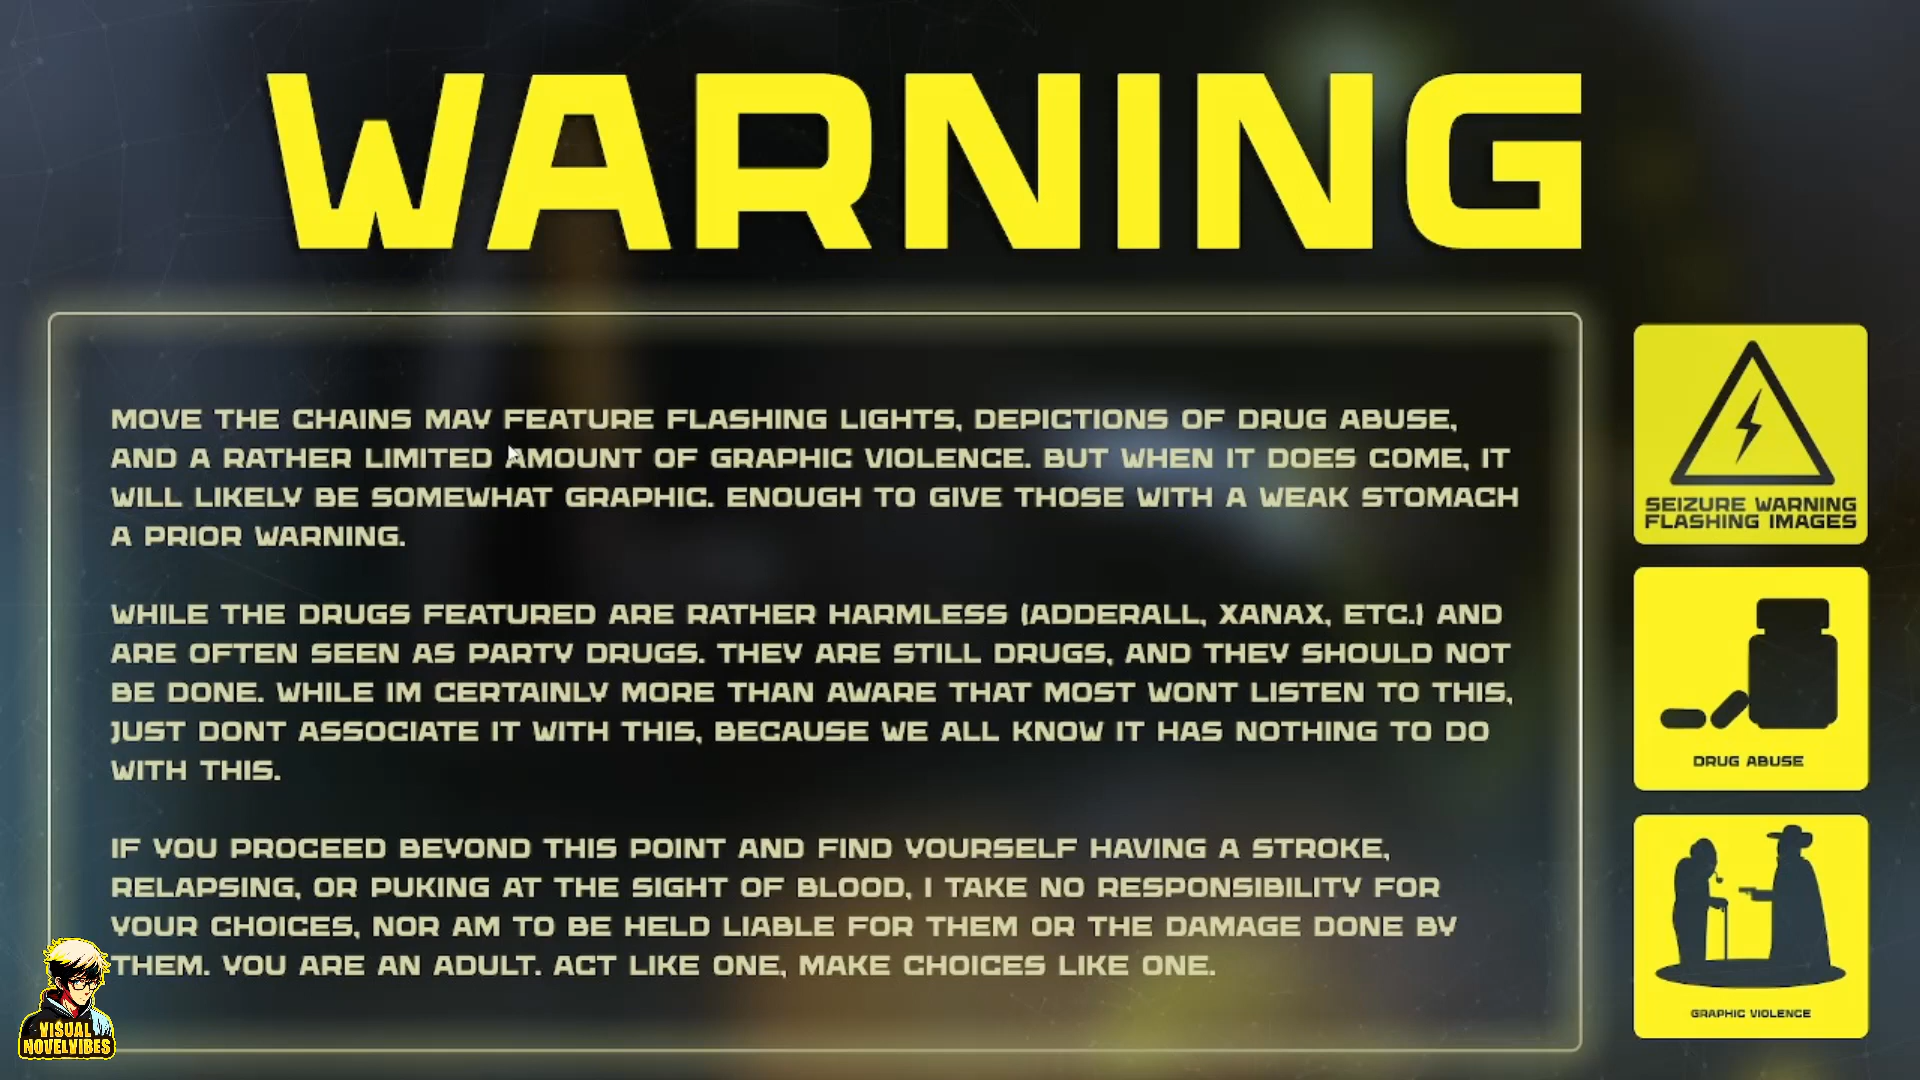 WARNING
MOVE THE CHAINS MAY FEATURE FLASHING LIGHTS, DEPICTIONS OF DRUG ABUSE,
AND A RATHER LIMITED AMOUNT OF GRAPHIC VIOLENCE. BUT WHEN IT DOES COME, IT
WILL LIKELY BE SOMEWHAT GRAPHIC. ENOUGH TO GIVE THOSE WITH A WEAK STOMACH
A PRIOR WARNING.
WHILE THE DRUGS FEATURED ARE RATHER HARMLESS (ADDERALL, XANAX, ETC.) AND
ARE OFTEN SEEN AS PARTY DRUGS. THEY ARE STILL DRUGS, AND THEY SHOULD NOT
BE DONE. WHILE IM CERTAINLY MORE THAN AWARE THAT MOST WONT LISTEN TO THIS,
JUST DONT ASSOCIATE IT WITH THIS, BECAUSE WE ALL KNOW IT HAS NOTHING TO DO
WITH THIS.
IF YOU PROCEED BEYOND THIS POINT AND FIND YOURSELF HAVING A STROKE,
RELAPSING, OR PUKING AT THE SIGHT OF BLOOD, I TAKE NO RESPONSIBILITY FOR
YOUR CHOICES, NOR AM TO BE HELD LIABLE FOR THEM OR THE DAMAGE DONE BY
THEM. YOU ARE AN ADULT. ACT LIKE ONE, MAKE CHOICES LIKE ONE.
SEIZURE WARNING
FLASHING IMAGES
DRUG ABUSE
GRAPHIC VIOLENCE
VISUAL
NOVELVIBES